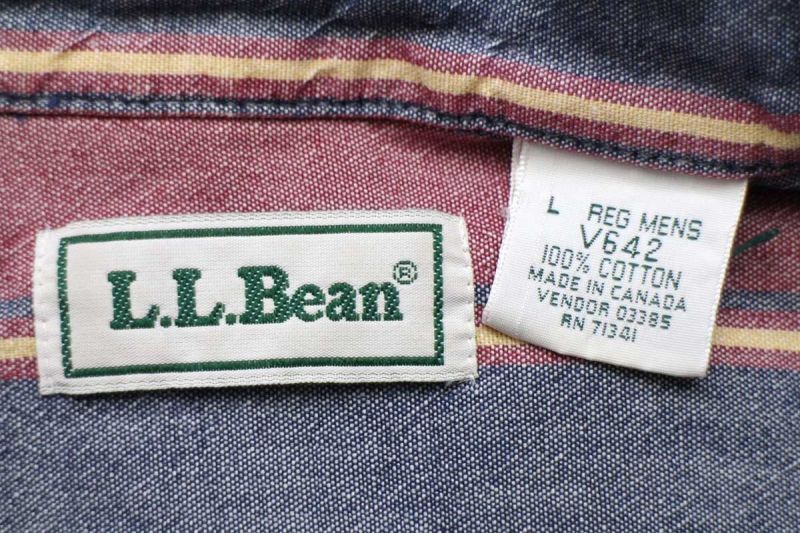 L.L.Bean®
L REG MENS
V642
100% COTTON
MADE IN CANADA
VENDOR 03385
RN 71341